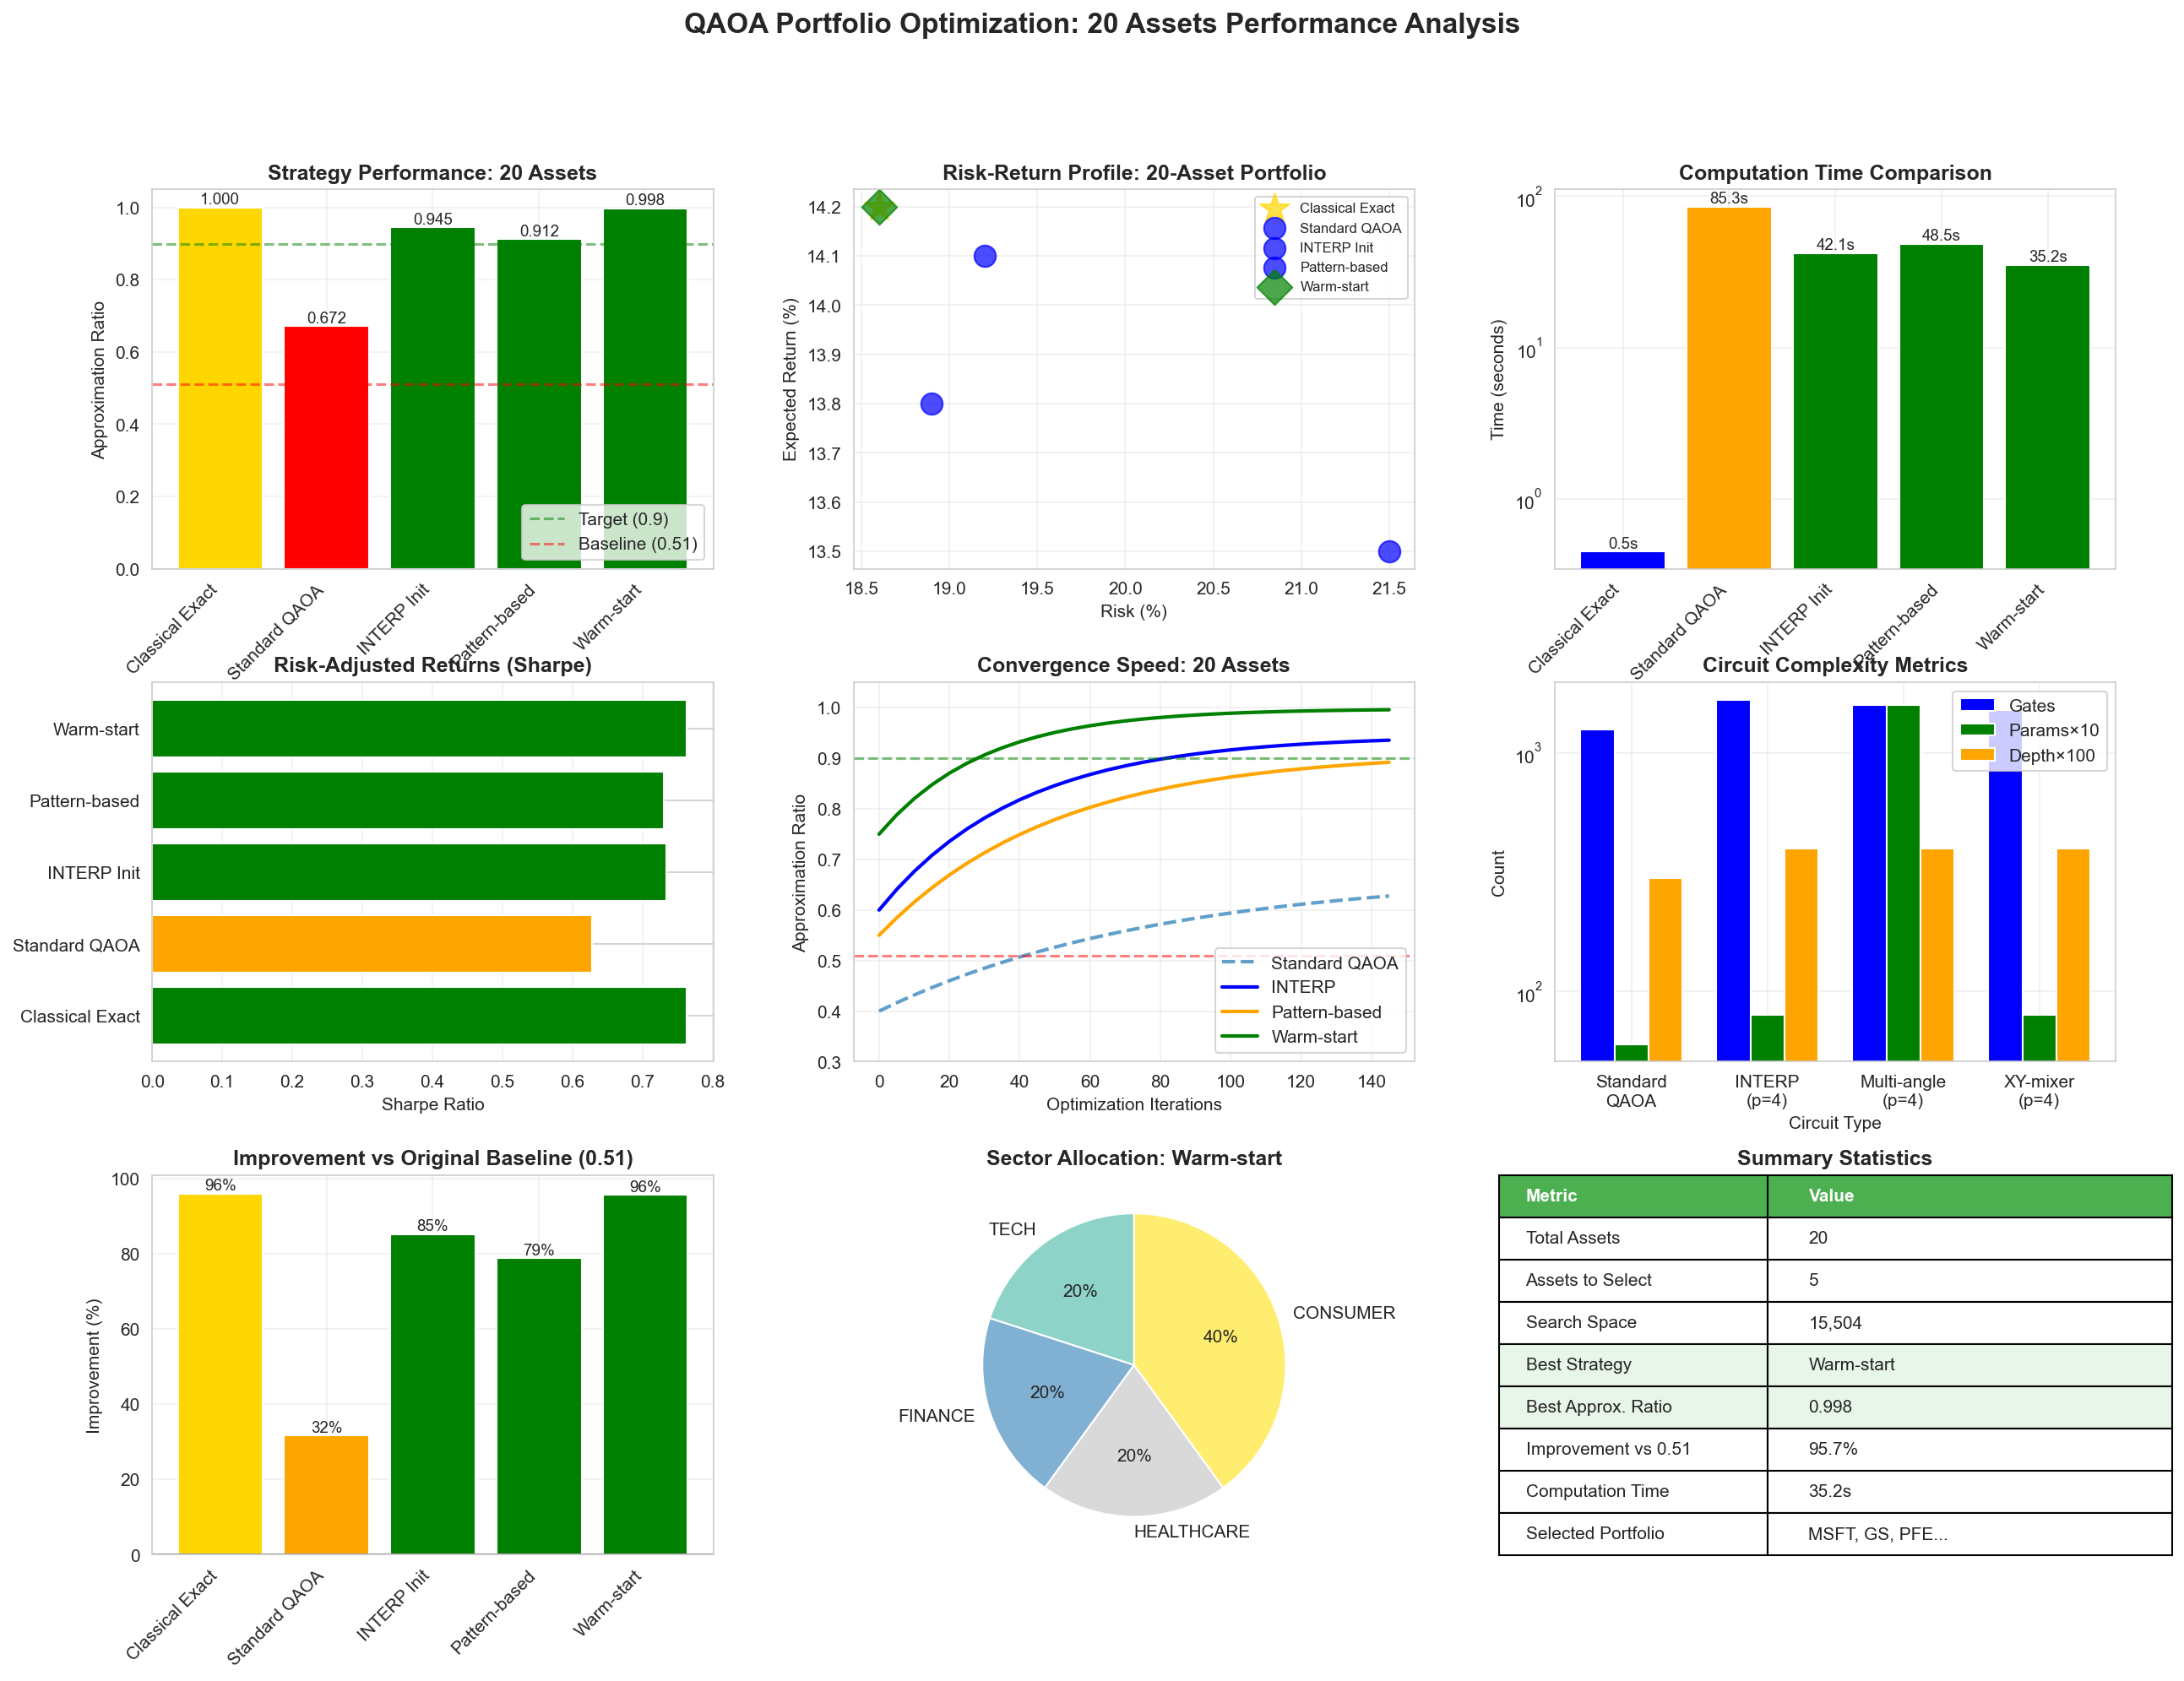 QAOA Portfolio Optimization: 20 Assets Performance Analysis
Strategy Performance: 20 Assets
Approximation Ratio
1.0
0.8
0.6
0.4
0.2
0.0
1.000
0.672
0.945
0.912
0.998
Target (0.9)
Baseline (0.51)
Classical Exact
Standard QAOA
INTERP Init
Pattern-based
Warm-start
Risk-Return Profile: 20-Asset Portfolio
Expected Return (%)
14.2
14.1
14.0
13.9
13.8
13.7
13.6
13.5
Classical Exact
Standard QAOA
INTERP Init
Pattern-based
Warm-start
18.5
19.0
19.5
20.0
20.5
21.0
21.5
Risk (%)
Computation Time Comparison
Time (seconds)
10²
10¹
10⁰
0.5s
85.3s
42.1s
48.5s
35.2s
Classical Exact
Standard QAOA
INTERP Init
Pattern-based
Warm-start
Risk-Adjusted Returns (Sharpe)
Warm-start
Pattern-based
INTERP Init
Standard QAOA
Classical Exact
0.0
0.1
0.2
0.3
0.4
0.5
0.6
0.7
0.8
Sharpe Ratio
Convergence Speed: 20 Assets
Approximation Ratio
1.0
0.9
0.8
0.7
0.6
0.5
0.4
0.3
Standard QAOA
INTERP
Pattern-based
Warm-start
0
20
40
60
80
100
120
140
Optimization Iterations
Circuit Complexity Metrics
Count
10³
10²
Gates
Params×10
Depth×100
Standard
QAOA
INTERP
(p=4)
Multi-angle
(p=4)
XY-mixer
(p=4)
Circuit Type
Improvement vs Original Baseline (0.51)
Improvement (%)
100
80
60
40
20
0
96%
32%
85%
79%
96%
Classical Exact
Standard QAOA
INTERP Init
Pattern-based
Warm-start
Sector Allocation: Warm-start
TECH
20%
FINANCE
20%
HEALTHCARE
20%
CONSUMER
40%
Summary Statistics
Metric Value
Total Assets 20
Assets to Select 5
Search Space 15,504
Best Strategy Warm-start
Best Approx. Ratio 0.998
Improvement vs 0.51 95.7%
Computation Time 35.2s
Selected Portfolio MSFT, GS, PFE...